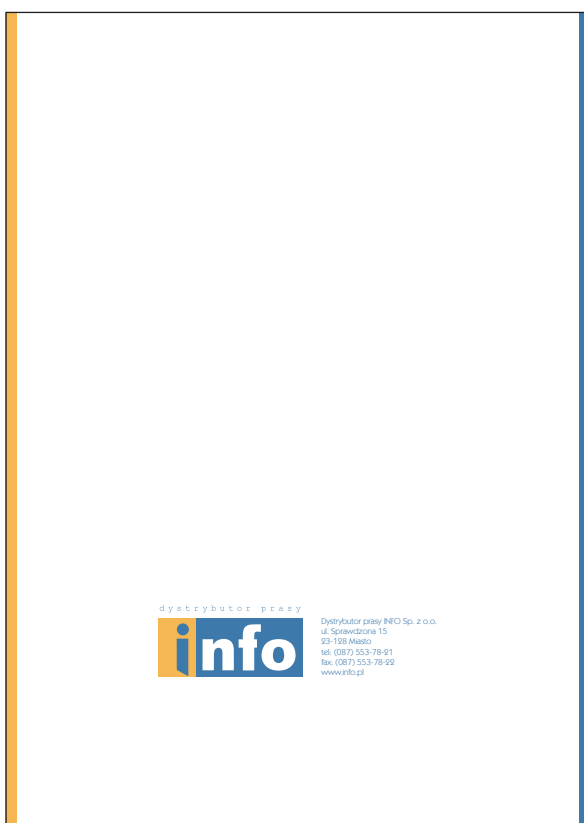 dystrybutor prasy
info
Dystrybutor prasy INFO Sp. z o.o.
ul. Sprawdzona 15
23-128 Miasto
tel: (087) 553-78-21
fax: (087) 553-78-22
www.info.pl